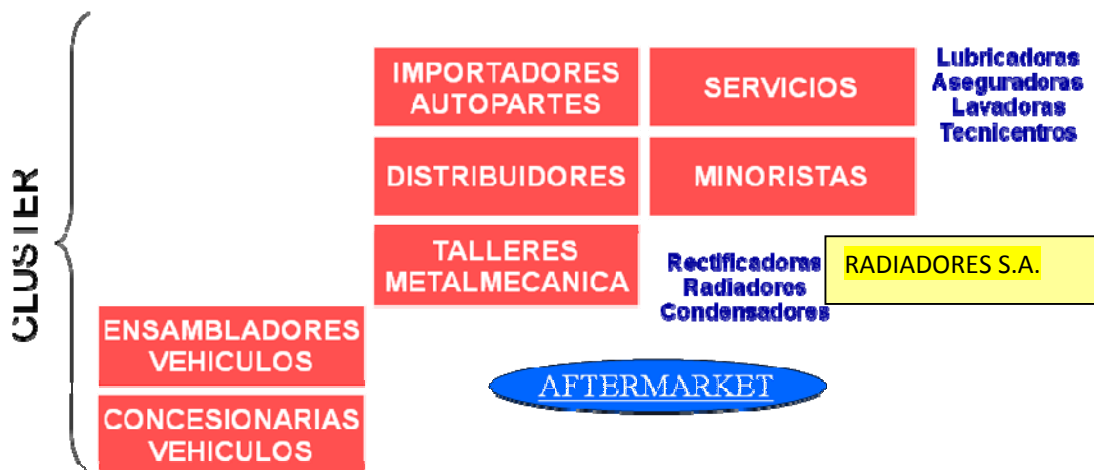 CLUSTER
IMPORTADORES
AUTOPARTES
SERVICIOS
Lubricadoras
Aseguradoras
Lavadoras
Tecnicentros
DISTRIBUIDORES
MINORISTAS
TALLERES
METALMECANICA
Rectificadoras
Radiadores
Condensadores
RADIADORES S.A.
ENSAMBLADORES
VEHICULOS
AFTERMARKET
CONCESIONARIAS
VEHICULOS